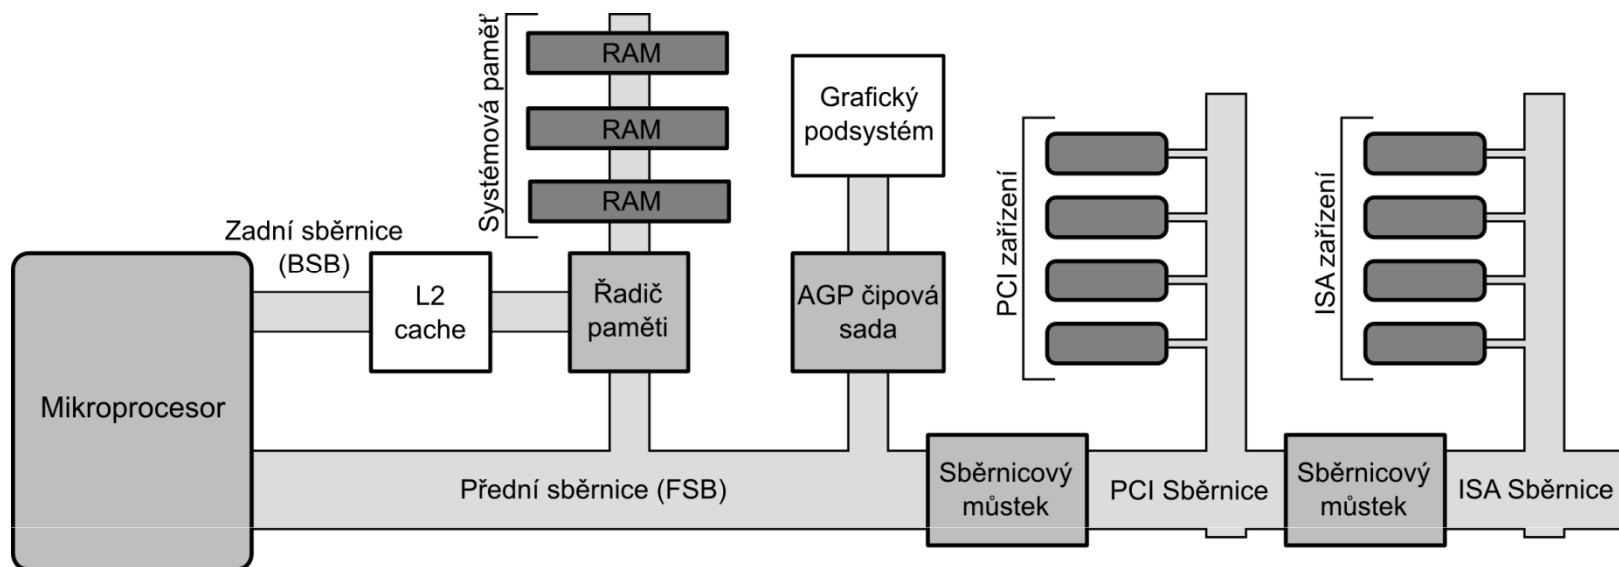 Systémová paměť
RAM
RAM
RAM
Grafický
podsystém
PCI zařízení
ISA zařízení
Zadní sběrnice
(BSB)
L2
cache
Řadič
paměti
AGP čipová
sada
Mikroprocesor
Přední sběrnice (FSB)
Sběrnicový
můstek
PCI Sběrnice
Sběrnicový
můstek
ISA Sběrnice